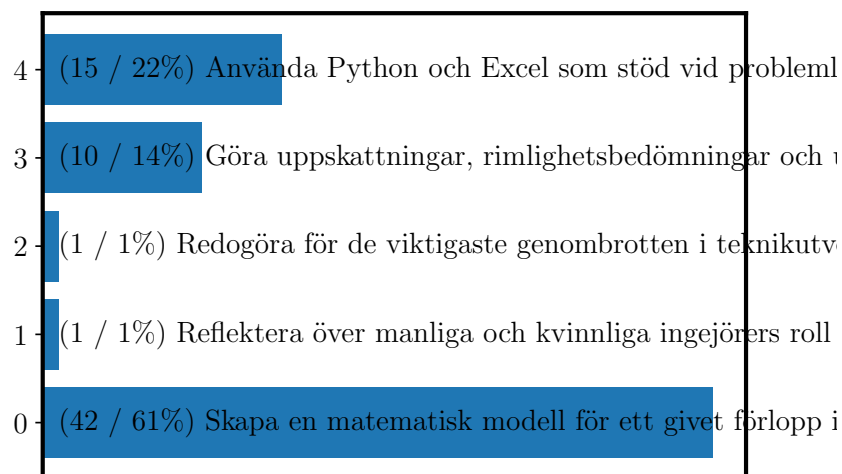 4 (15 / 22%) Använda Python och Excel som stöd vid probleml
3 (10 / 14%) Göra uppskattningar, rimlighetsbedömningar och
2 (1 / 1%) Redogöra för de viktigaste genombrotten i teknikutv
1 (1 / 1%) Reflektera över manliga och kvinnliga ingejörers roll
0 (42 / 61%) Skapa en matematisk modell för ett givet förlopp i